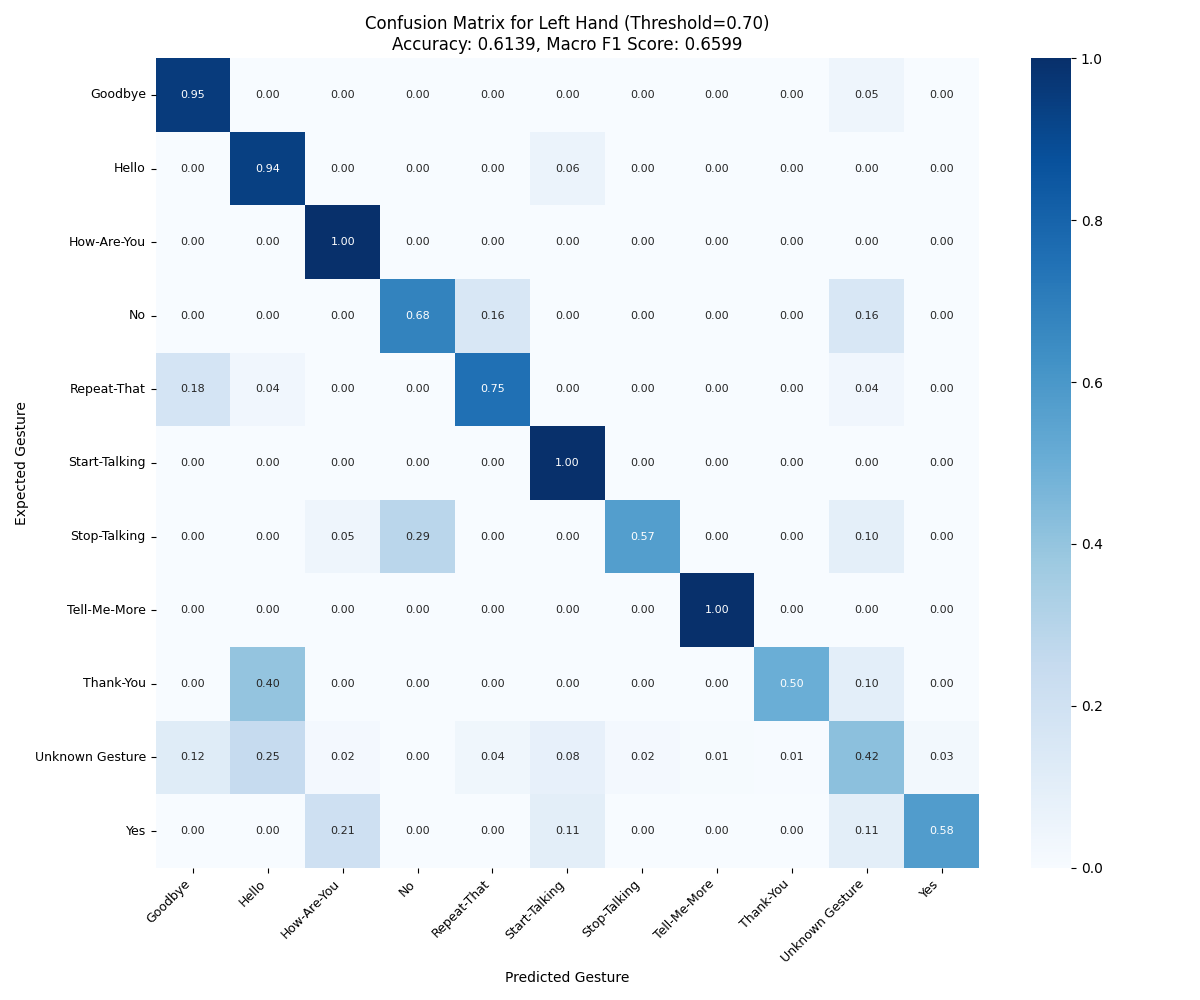 Confusion Matrix for Left Hand (Threshold=0.70)
Accuracy: 0.6139, Macro F1 Score: 0.6599
Goodbye 0.95 0.00 0.00 0.00 0.00 0.00 0.00 0.00 0.00 0.05 0.00
Hello 0.00 0.94 0.00 0.00 0.00 0.06 0.00 0.00 0.00 0.00 0.00
How-Are-You 0.00 0.00 1.00 0.00 0.00 0.00 0.00 0.00 0.00 0.00 0.00
No 0.00 0.00 0.00 0.68 0.16 0.00 0.00 0.00 0.00 0.16 0.00
Repeat-That 0.18 0.04 0.00 0.00 0.75 0.00 0.00 0.00 0.00 0.04 0.00
Start-Talking 0.00 0.00 0.00 0.00 0.00 1.00 0.00 0.00 0.00 0.00 0.00
Stop-Talking 0.00 0.00 0.05 0.29 0.00 0.00 0.57 0.00 0.00 0.10 0.00
Tell-Me-More 0.00 0.00 0.00 0.00 0.00 0.00 0.00 1.00 0.00 0.00 0.00
Thank-You 0.00 0.40 0.00 0.00 0.00 0.00 0.00 0.00 0.50 0.10 0.00
Unknown Gesture 0.12 0.25 0.02 0.00 0.04 0.08 0.02 0.01 0.01 0.42 0.03
Yes 0.00 0.00 0.21 0.00 0.00 0.11 0.00 0.00 0.00 0.11 0.58
Goodbye Hello How-Are-You No Repeat-That Start-Talking Stop-Talking Tell-Me-More Thank-You Unknown Gesture Yes
Predicted Gesture
Expected Gesture
1.0
0.8
0.6
0.4
0.2
0.0